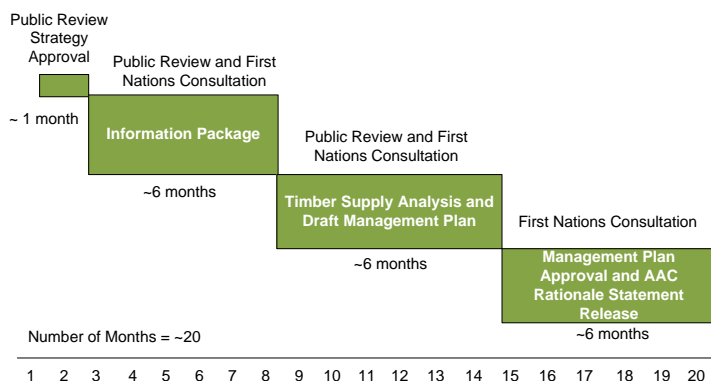 Public Review
Strategy
Approval
~ 1 month
Public Review and First
Nations Consultation
Information Package
~6 months
Public Review and First
Nations Consultation
Timber Supply Analysis and
Draft Management Plan
~6 months
First Nations Consultation
Management Plan
Approval and AAC
Rationale Statement
Release
~6 months
Number of Months = ~20
1 2 3 4 5 6 7 8 9 10 11 12 13 14 15 16 17 18 19 20